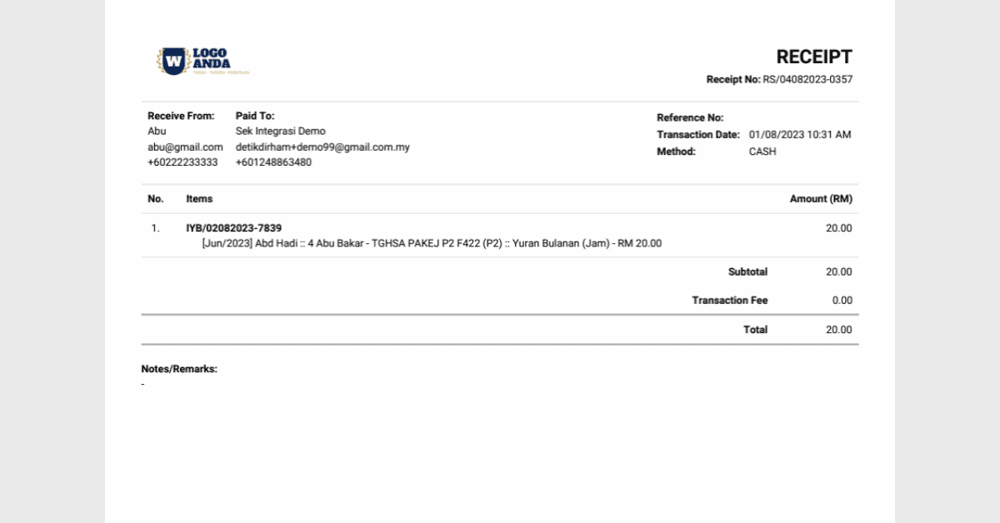 W LOGO
ANDA
RECEIPT
Receipt No: RS/04082023-0357
Receive From: Paid To:
Abu Sek Integrasi Demo
abu@gmail.com detikdirham+demo99@gmail.com.my
+60222233333 +601248863480
Reference No:
Transaction Date: 01/08/2023 10:31 AM
Method: CASH
No. Items Amount (RM)
1. IYB/02082023-7839 20.00
[Jun/2023] Abd Hadi :: 4 Abu Bakar - TGHSA PAKEJ P2 F422 (P2) :: Yuran Bulanan (Jam) - RM 20.00
Subtotal 20.00
Transaction Fee 0.00
Total 20.00
Notes/Remarks:
-